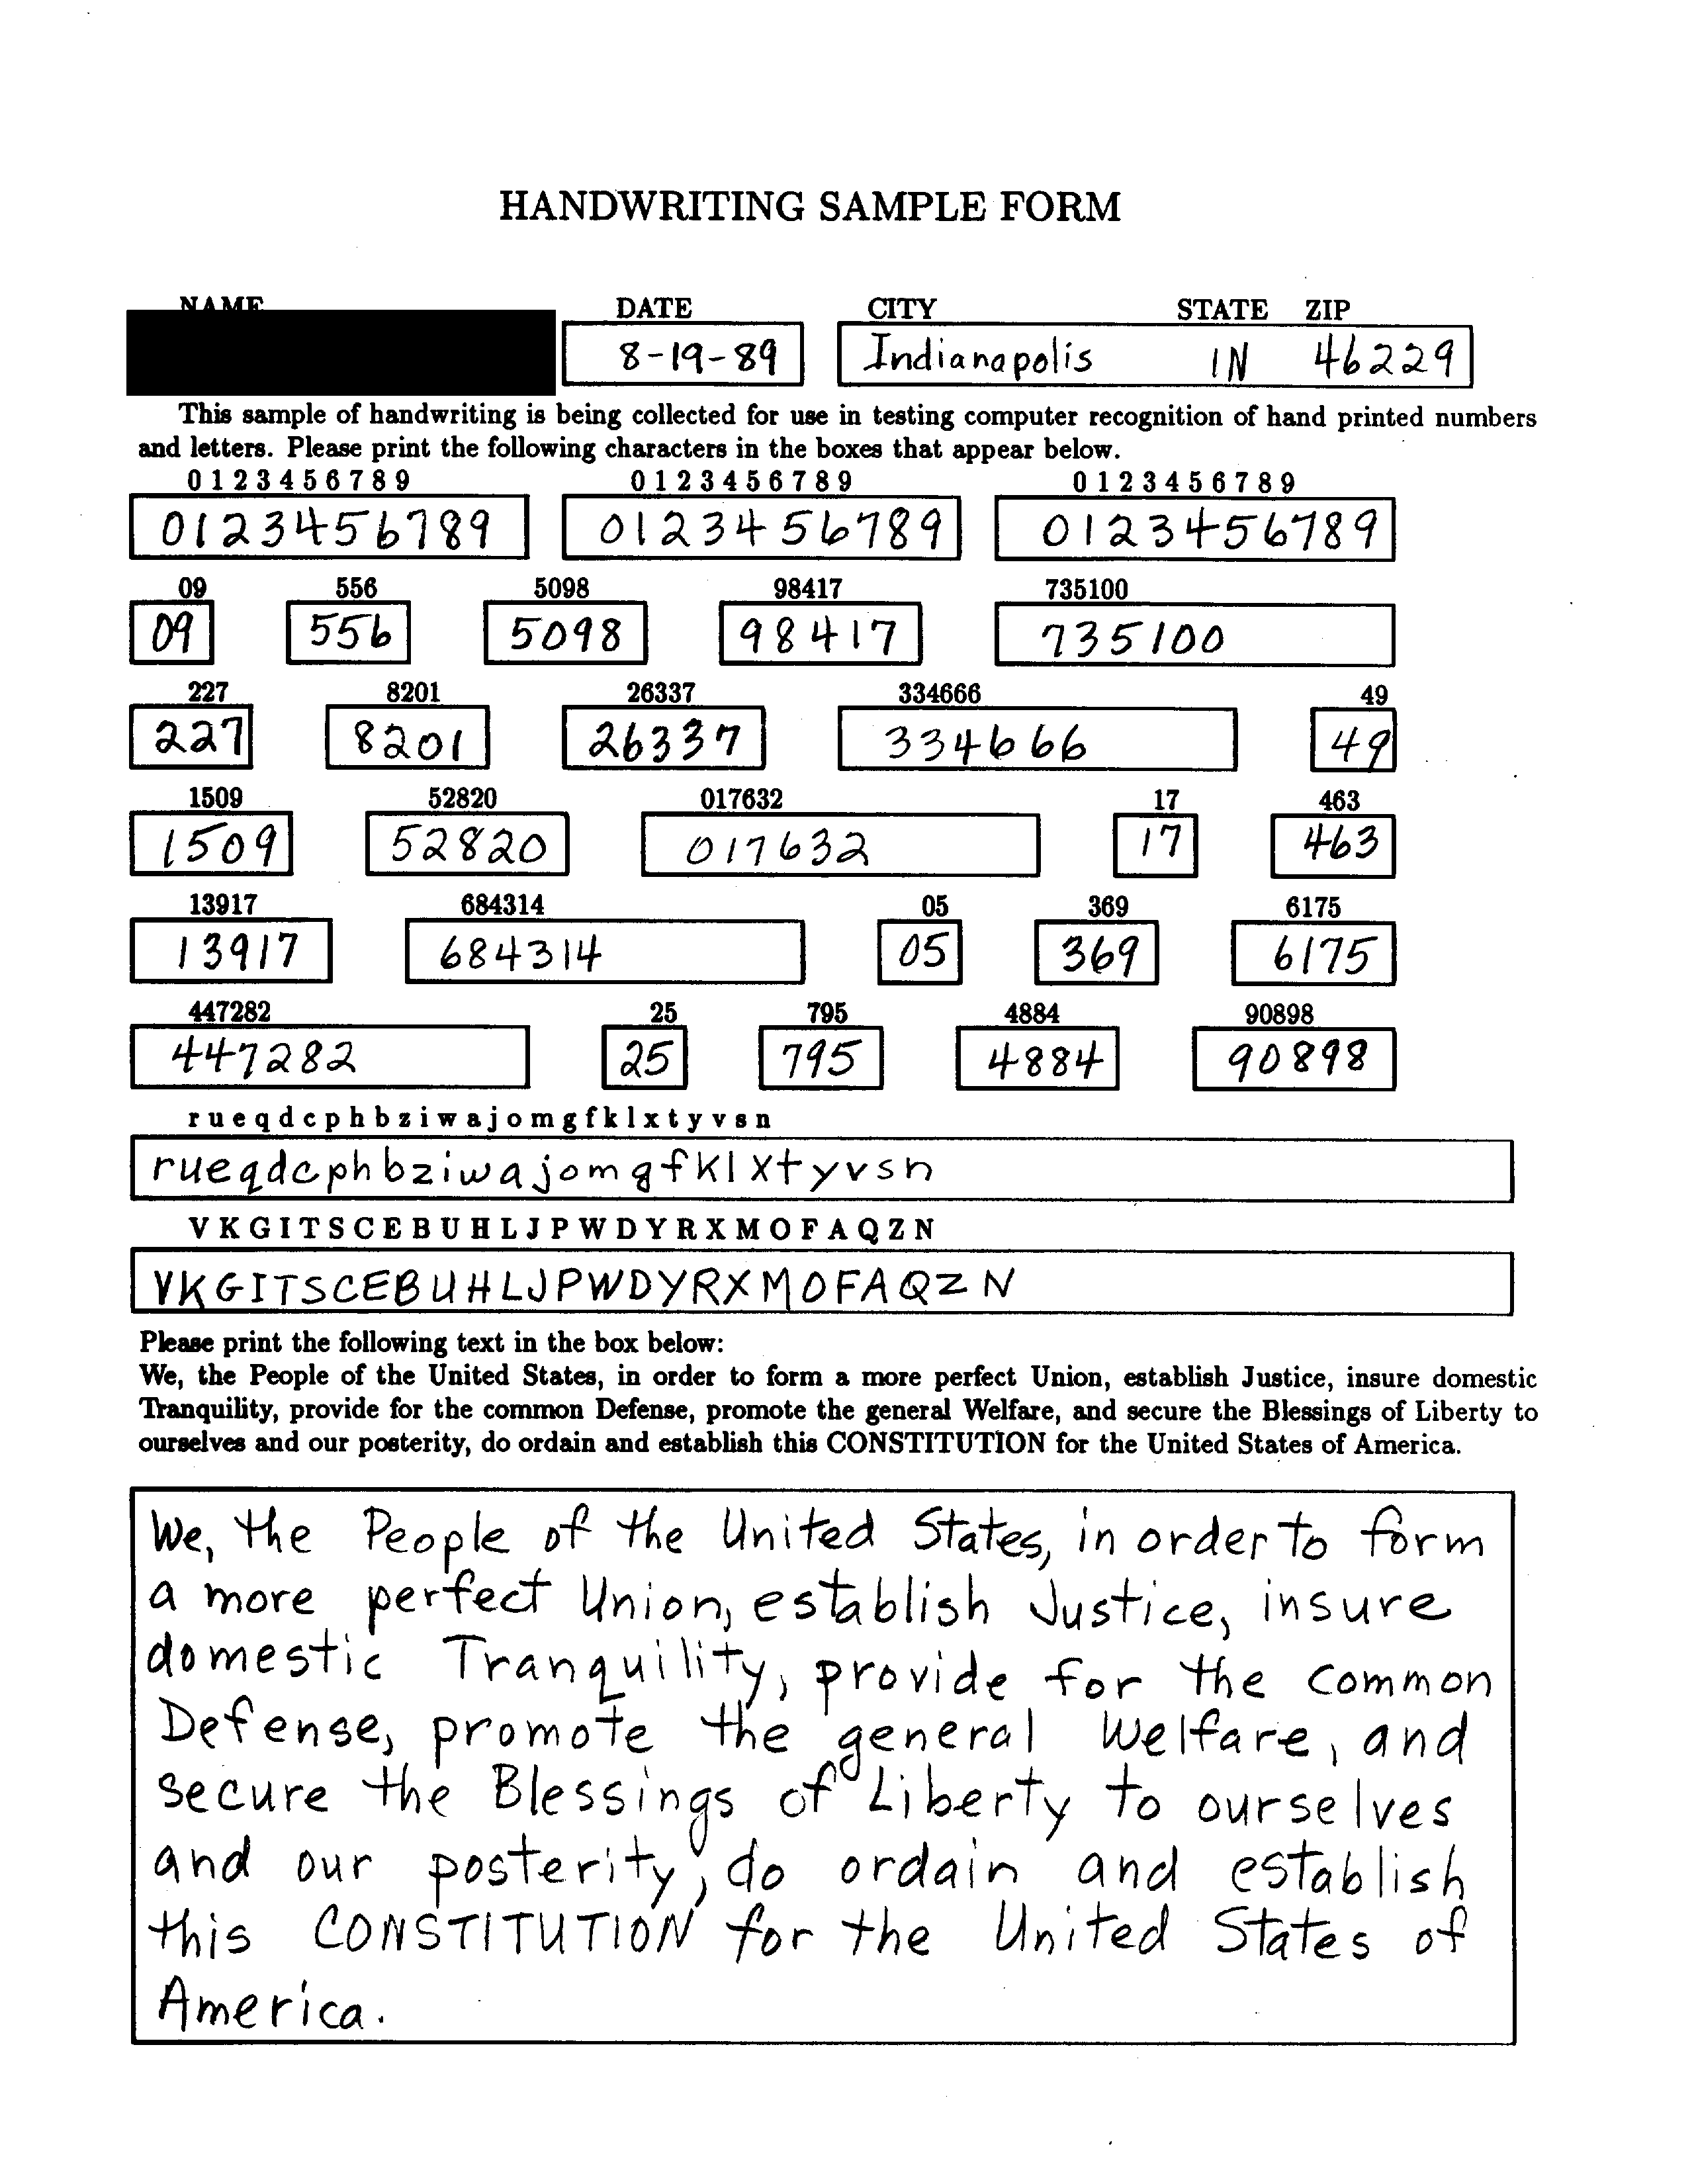 HANDWRITING SAMPLE FORM
NAME DATE CITY STATE ZIP
8-19-89 Indianapolis IN 46229
This sample of handwriting is being collected for use in testing computer recognition of hand printed numbers
and letters. Please print the following characters in the boxes that appear below.
0 1 2 3 4 5 6 7 8 9 0 1 2 3 4 5 6 7 8 9 0 1 2 3 4 5 6 7 8 9
0123456789 0123456789 0123456789
09 556 5098 98417 735100
09 556 5098 98417 735100
227 8201 26337 334666 49
227 8201 26337 334666 49
1509 52820 017632 17 463
1509 52820 017632 17 463
13917 684314 05 369 6175
13917 684314 05 369 6175
447282 25 795 4884 90898
447282 25 795 4884 90898
r u e q d c p h b z i w a j o m g f k l x t y v s n
rueqdcphbziwajomgfklxtyvsn
V K G I T S C E B U H L J P W D Y R X M O F A Q Z N
VKGITSCEBUHLJPWDYRXMOFAQZN
Please print the following text in the box below:
We, the People of the United States, in order to form a more perfect Union, establish Justice, insure domestic
Tranquility, provide for the common Defense, promote the general Welfare, and secure the Blessings of Liberty to
ourselves and our posterity, do ordain and establish this CONSTITUTION for the United States of America.
We, the People of the United States, in order to form
a more perfect Union, establish Justice, insure
domestic Tranquility, provide for the common
Defense, promote the general Welfare, and
secure the Blessings of Liberty to ourselves
and our posterity, do ordain and establish
this CONSTITUTION for the United States of
America.